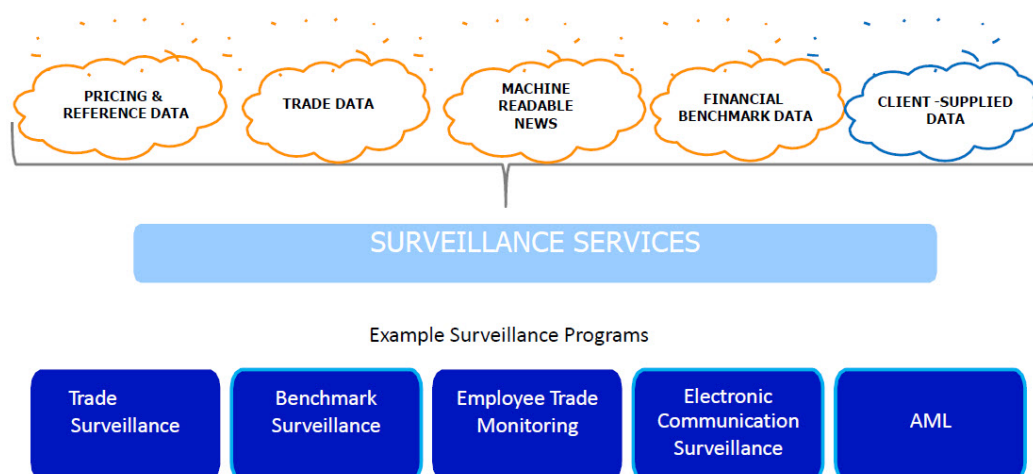 PRICING &
REFERENCE DATA
TRADE DATA
MACHINE
READABLE
NEWS
FINANCIAL
BENCHMARK DATA
CLIENT -SUPPLIED
DATA
SURVEILLANCE SERVICES
Example Surveillance Programs
Trade
Surveillance
Benchmark
Surveillance
Employee Trade
Monitoring
Electronic
Communication
Surveillance
AML